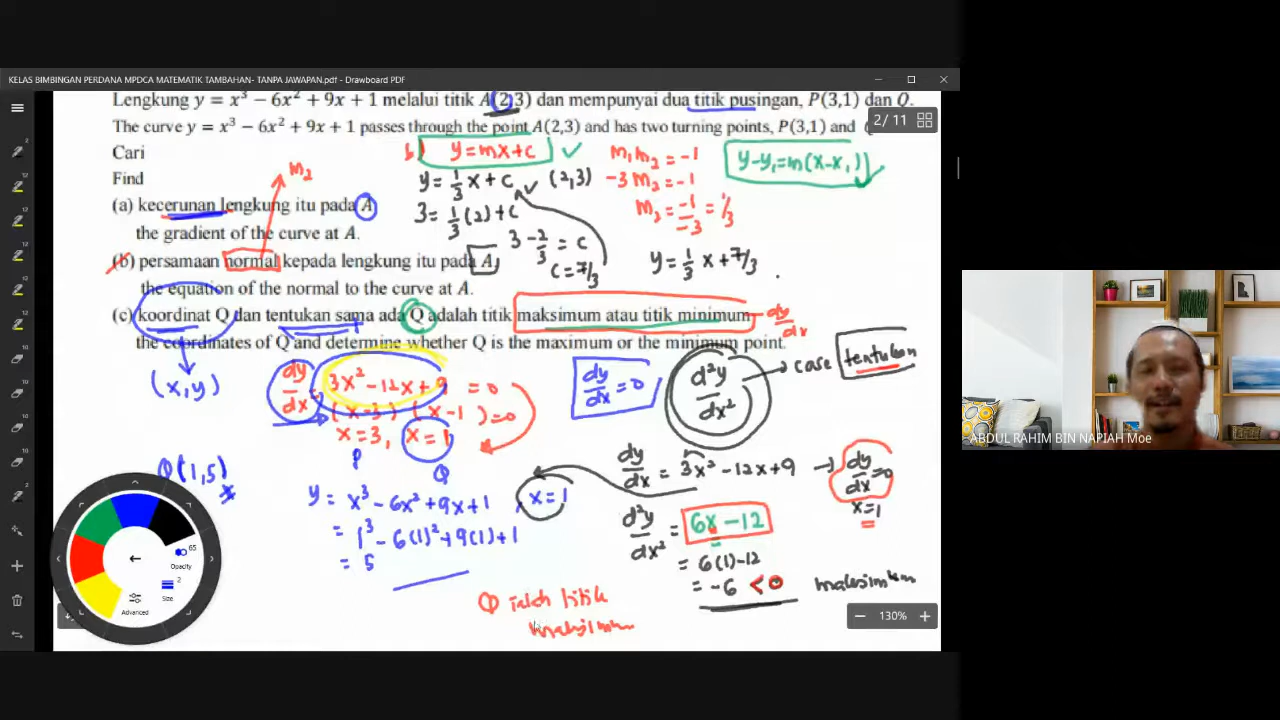 KELAS BIMBINGAN PERDANA MPDCA MATEMATIK TAMBAHAN- TANPA JAWAPAN.pdf - Drawboard PDF
Lengkung y = x³ − 6x² + 9x + 1 melalui titik A(2,3) dan mempunyai dua titik pusingan, P(3,1) dan Q.
The curve y = x³ − 6x² + 9x + 1 passes through the point A(2,3) and has two turning points, P(3,1) and Q
2/11
Cari
Find
(a) kecerunan lengkung itu pada A
the gradient of the curve at A.
(b) persamaan normal kepada lengkung itu pada A,
the equation of the normal to the curve at A.
(c) koordinat Q dan tentukan sama ada Q adalah titik maksimum atau titik minimum
the coordinates of Q and determine whether Q is the maximum or the minimum point.
m₂
b) y = mx + c
y = 1/3 x + c (2,3)
3 = 1/3 (2) + c
3 - 2/3 = c
c = 7/3
m₁m₂ = -1
-3 m₂ = -1
m₂ = -1/-3 = 1/3
y = 1/3 x + 7/3
y - y₁ = m(x - x₁)
dy/dx
(x, y)
dy/dx = 3x² - 12x + 9 = 0
(x - 3) (x - 1) = 0
x = 3, x = 1
P Q
Q(1,5)
y = x³ - 6x² + 9x + 1 , x = 1
= 1³ - 6(1)² + 9(1) + 1
= 5
dy/dx = 0
d²y/dx² → case tentukan
dy/dx = 3x² - 12x + 9 → dy/dx = 0
x = 1
d²y/dx² = 6x - 12
= 6(1) - 12
= -6 < 0 maksimum
Q ialah titik
maksimum
65
Opacity
2
Size
Advanced
130%
ABDUL RAHIM BIN NAPIAH Moe